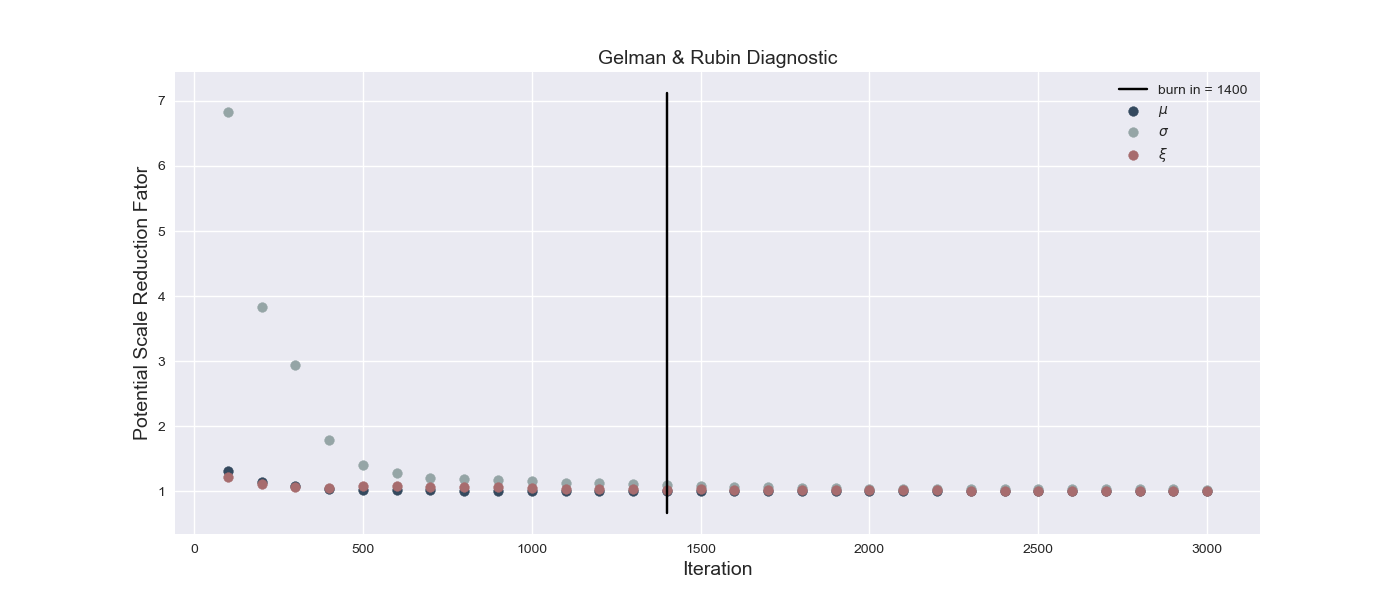 Gelman & Rubin Diagnostic
burn in = 1400
μ
σ
ξ
Potential Scale Reduction Fator
7
6
5
4
3
2
1
0 500 1000 1500 2000 2500 3000
Iteration